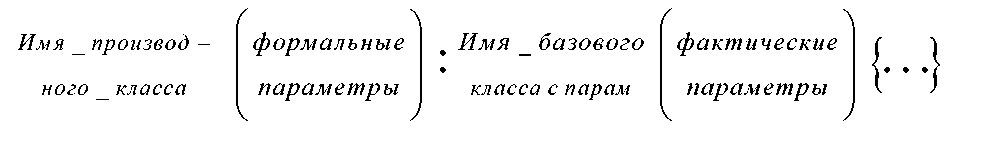 Имя _ производ – (формальные : Имя _ базового (фактические {...}
ного _ класса параметры) класса с парам параметры)